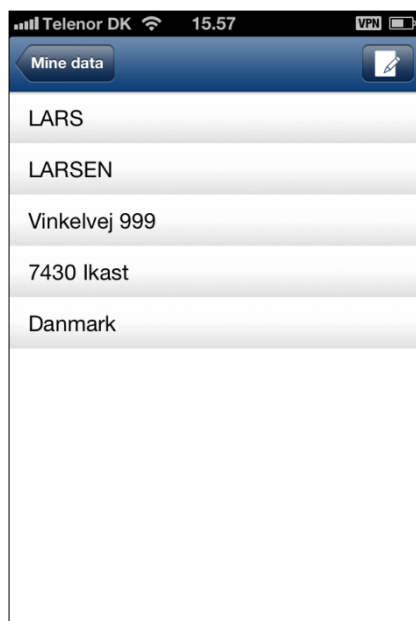 Telenor DK 15.57 VPN
Mine data
LARS
LARSEN
Vinkelvej 999
7430 Ikast
Danmark